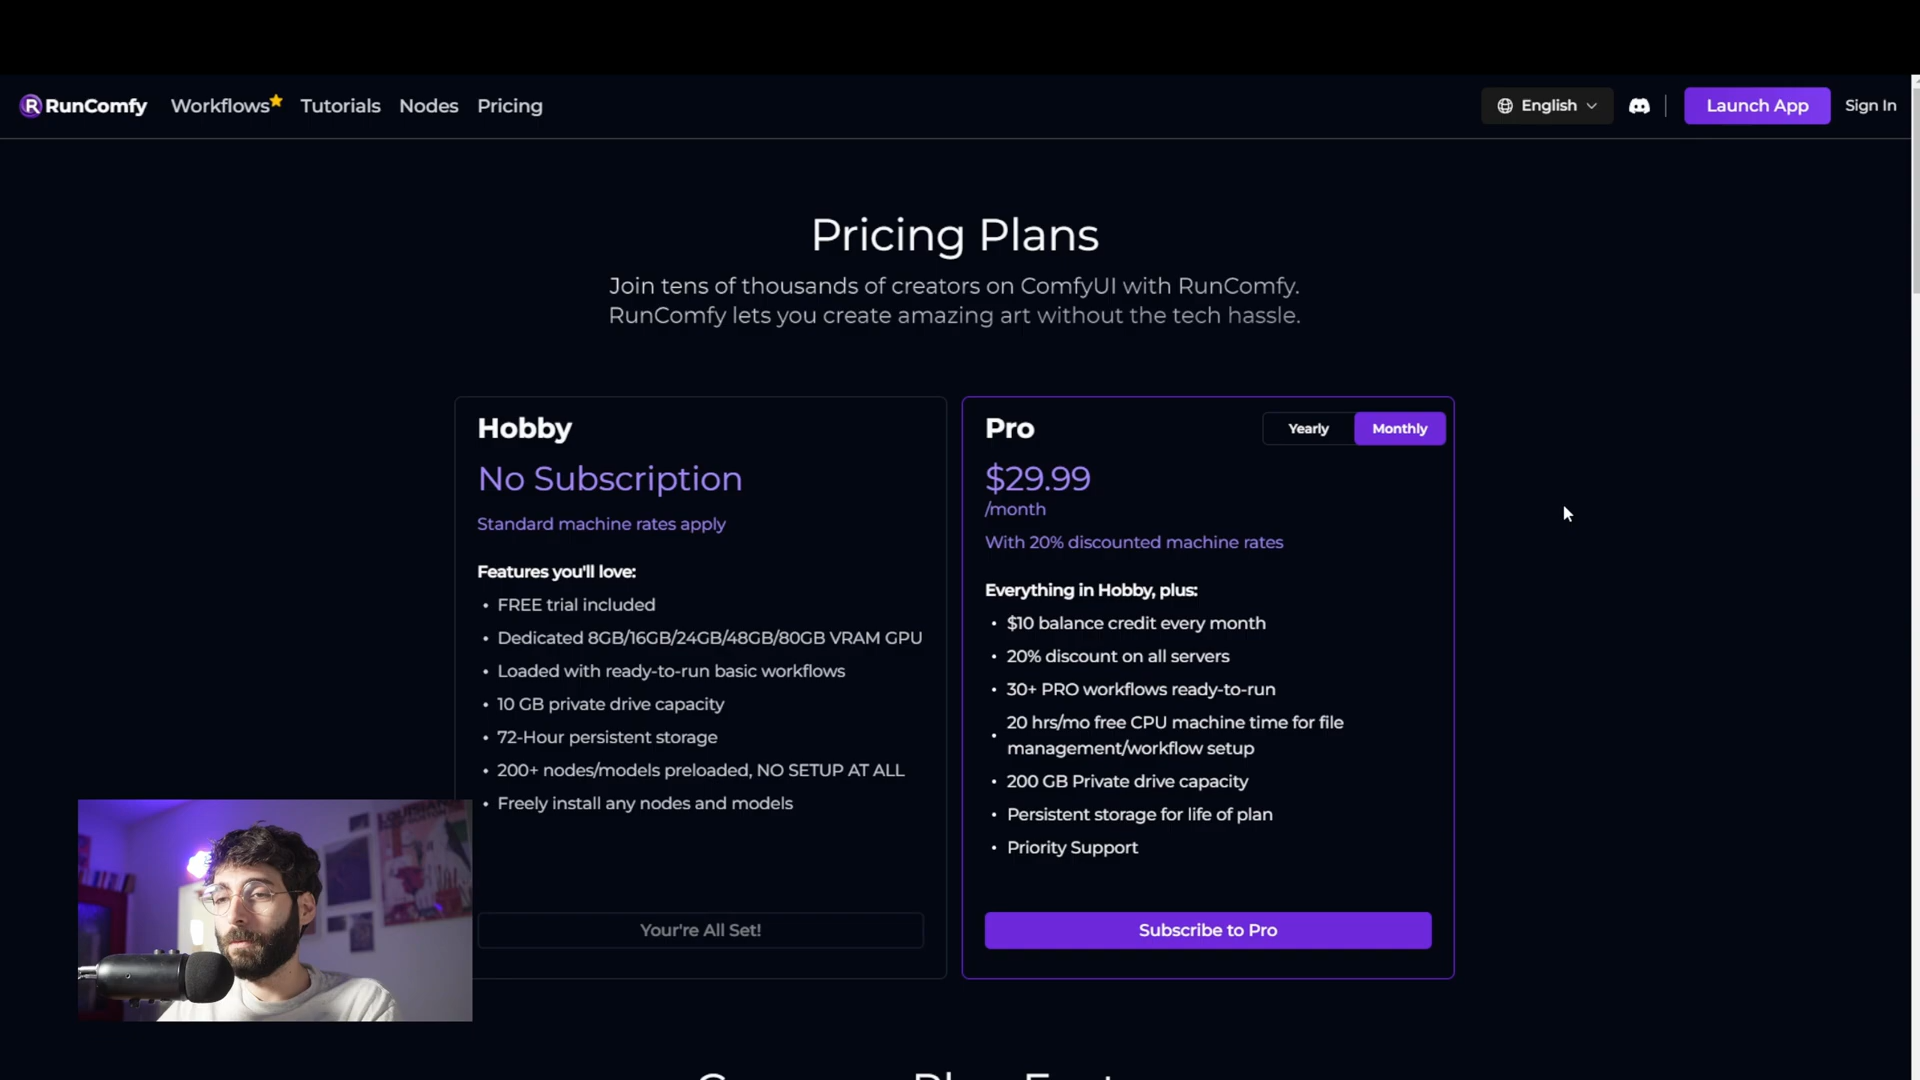 RunComfy Workflows Tutorials Nodes Pricing English Launch App Sign In
Pricing Plans
Join tens of thousands of creators on ComfyUI with RunComfy.
RunComfy lets you create amazing art without the tech hassle.
Hobby
No Subscription
Standard machine rates apply
Features you'll love:
• FREE trial included
• Dedicated 8GB/16GB/24GB/48GB/80GB VRAM GPU
• Loaded with ready-to-run basic workflows
• 10 GB private drive capacity
• 72-Hour persistent storage
• 200+ nodes/models preloaded, NO SETUP AT ALL
• Freely install any nodes and models
Your're All Set!
Pro
Yearly Monthly
$29.99
/month
With 20% discounted machine rates
Everything in Hobby, plus:
• $10 balance credit every month
• 20% discount on all servers
• 30+ PRO workflows ready-to-run
• 20 hrs/mo free CPU machine time for file
management/workflow setup
• 200 GB Private drive capacity
• Persistent storage for life of plan
• Priority Support
Subscribe to Pro